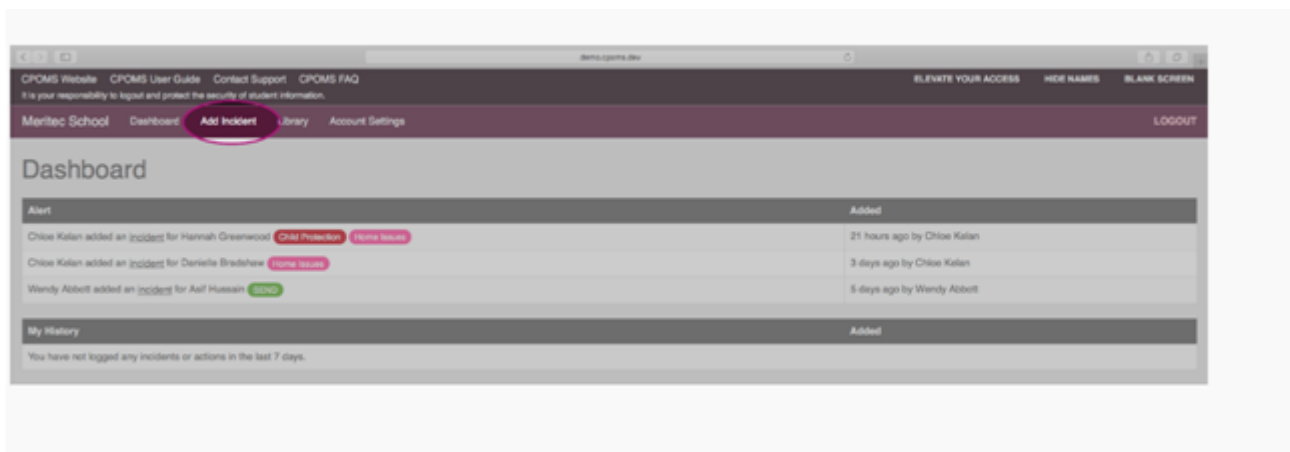 demo.cpoms.dev
CPOMS Website CPOMS User Guide Contact Support CPOMS FAQ ELEVATE YOUR ACCESS HIDE NAMES BLANK SCREEN
It is your responsibility to logout and protect the security of student information.
Meritec School Dashboard Add Incident Library Account Settings LOGOUT
Dashboard
Alert Added
Chloe Kelan added an incident for Hannah Greenwood Child Protection Home Issues 21 hours ago by Chloe Kelan
Chloe Kelan added an incident for Danielle Bradshaw Home Issues 3 days ago by Chloe Kelan
Wendy Abbott added an incident for Asif Hussain SEND 5 days ago by Wendy Abbott
My History Added
You have not logged any incidents or actions in the last 7 days.